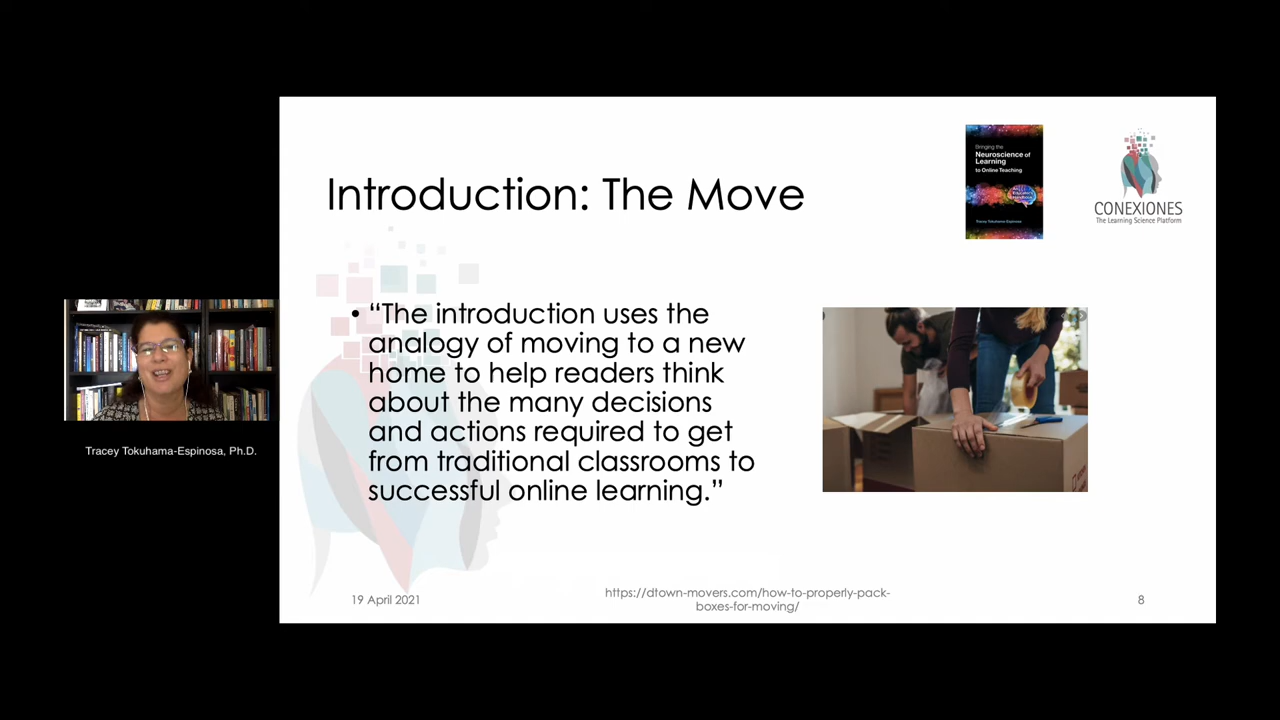 Bringing the
Neuroscience of
Learning
to Online Teaching
Tracey Tokuhama-Espinosa
CONEXIONES
The Learning Science Platform
Introduction: The Move
• “The introduction uses the
analogy of moving to a new
home to help readers think
about the many decisions
and actions required to get
from traditional classrooms to
successful online learning.”
Tracey Tokuhama-Espinosa, Ph.D.
19 April 2021
https://dtown-movers.com/how-to-properly-pack-
boxes-for-moving/
8